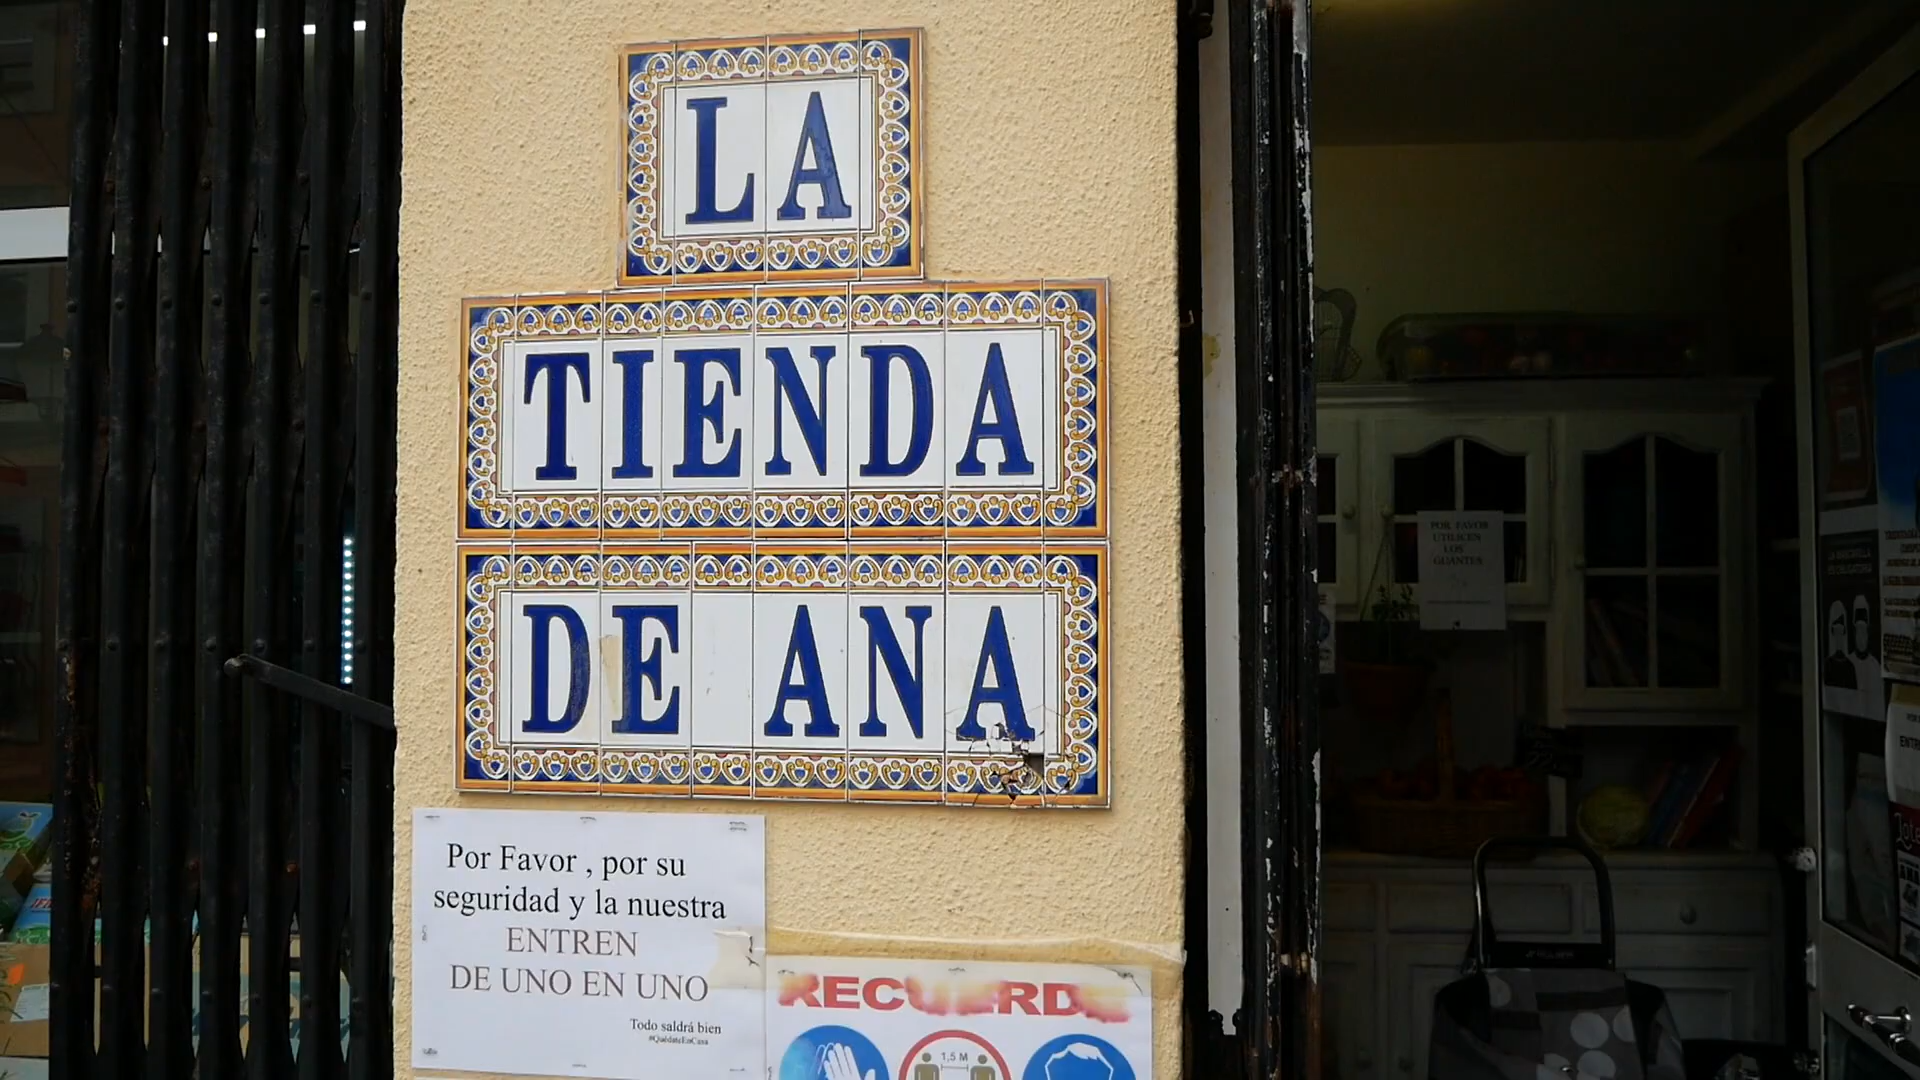 LA
TIENDA
DE ANA
Por Favor , por su
seguridad y la nuestra
ENTREN
DE UNO EN UNO
Todo saldrá bien
#QuédateEnCasa
RECUERDE
1,5 M
POR FAVOR
UTILICEN
LOS
GUANTES